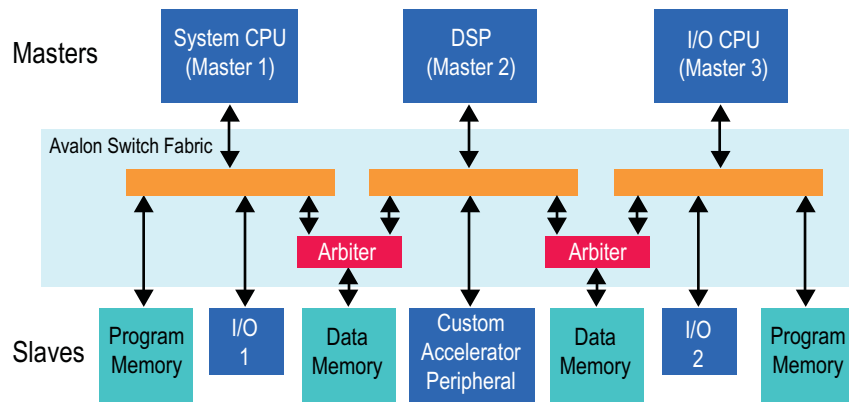 Masters
System CPU
(Master 1)
DSP
(Master 2)
I/O CPU
(Master 3)
Avalon Switch Fabric
Arbiter
Arbiter
Slaves
Program
Memory
I/O
1
Data
Memory
Custom
Accelerator
Peripheral
Data
Memory
I/O
2
Program
Memory